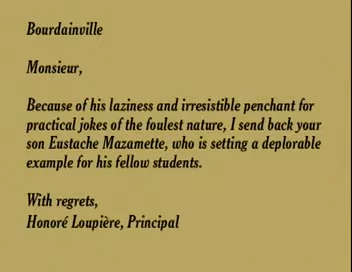 Bourdainville
Monsieur,
Because of his laziness and irresistible penchant for
practical jokes of the foulest nature, I send back your
son Eustache Mazamette, who is setting a deplorable
example for his fellow students.
With regrets,
Honoré Loupière, Principal